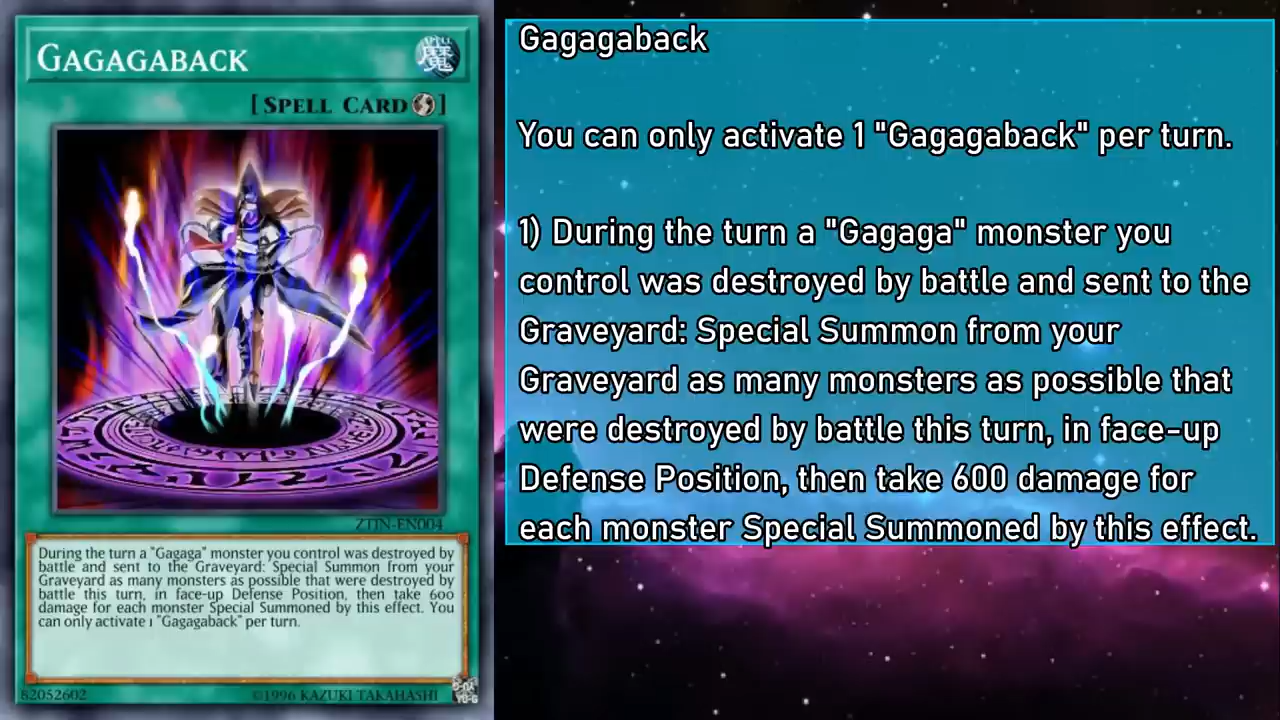 GAGAGABACK
魔
[SPELL CARD]
ZTIN-EN004
During the turn a "Gagaga" monster you control was destroyed by
battle and sent to the Graveyard: Special Summon from your
Graveyard as many monsters as possible that were destroyed by
battle this turn, in face-up Defense Position, then take 600
damage for each monster Special Summoned by this effect. You
can only activate 1 "Gagagaback" per turn.
82052602
©1996 KAZUKI TAKAHASHI
Gagagaback
You can only activate 1 "Gagagaback" per turn.
1) During the turn a "Gagaga" monster you
control was destroyed by battle and sent to the
Graveyard: Special Summon from your
Graveyard as many monsters as possible that
were destroyed by battle this turn, in face-up
Defense Position, then take 600 damage for
each monster Special Summoned by this effect.